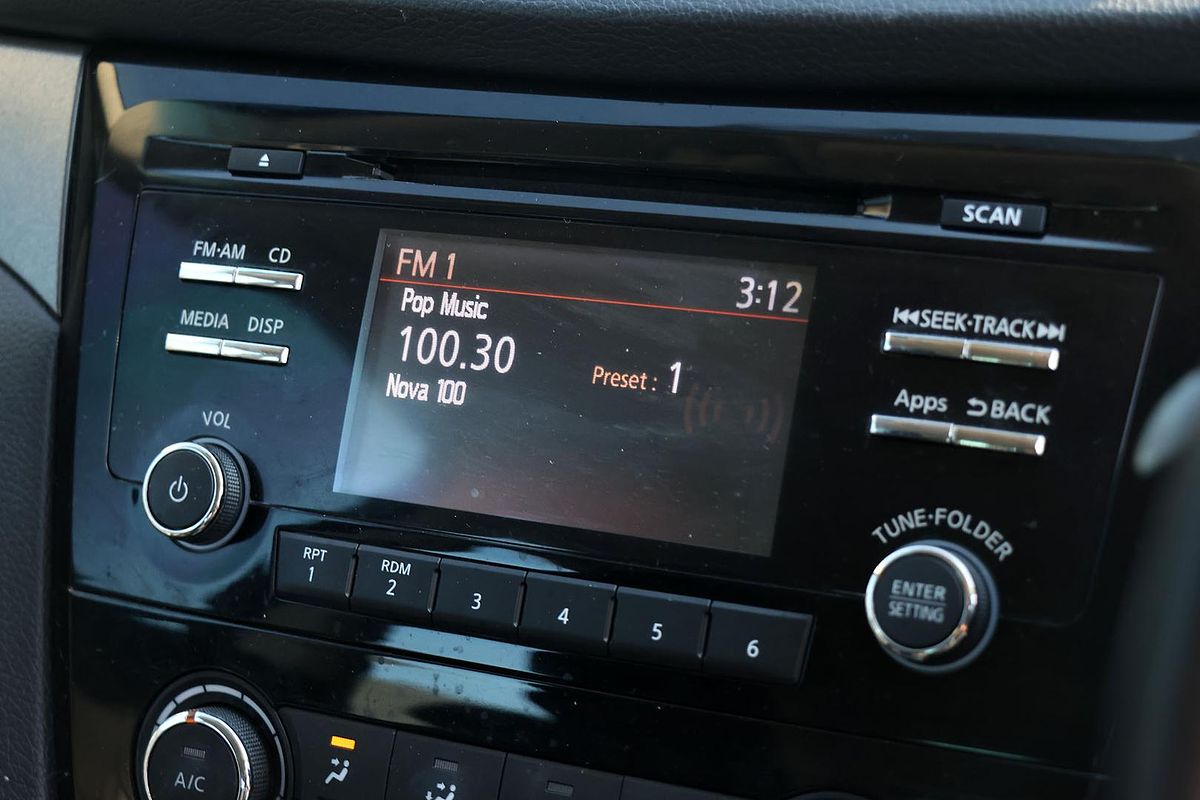 SCAN
FM·AM CD
FM 1
3:12
Pop Music
MEDIA DISP
⏮SEEK·TRACK⏭
100.30
Preset : 1
Nova 100
Apps ⮌BACK
VOL
TUNE·FOLDER
RPT
1
RDM
2
3
4
5
6
ENTER
SETTING
A/C